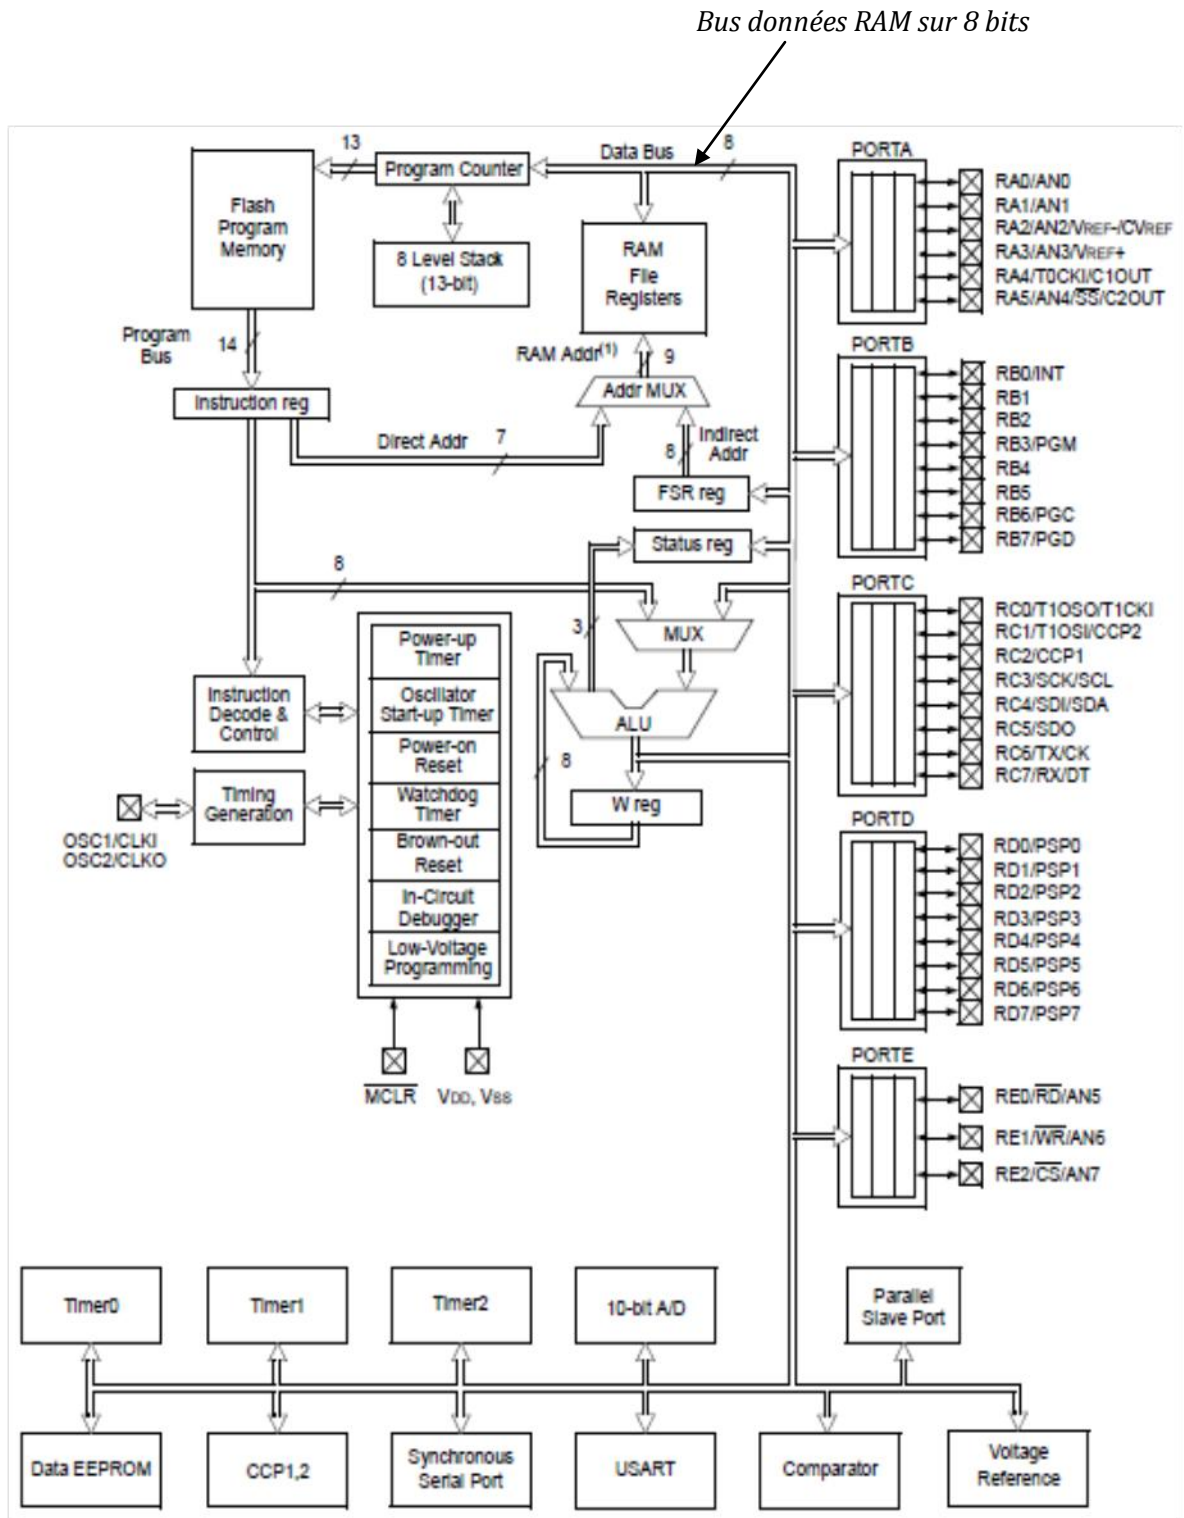 Bus données RAM sur 8 bits
13
Program Counter
Data Bus
8
Flash
Program
Memory
8 Level Stack
(13-bit)
RAM
File
Registers
Program
Bus
14
RAM Addr(1)
9
Addr MUX
Instruction reg
Direct Addr
7
8
Indirect
Addr
FSR reg
Status reg
8
3
MUX
Power-up
Timer
Oscillator
Start-up Timer
Power-on
Reset
Watchdog
Timer
Brown-out
Reset
In-Circuit
Debugger
Low-Voltage
Programming
Instruction
Decode &
Control
Timing
Generation
OSC1/CLKI
OSC2/CLKO
ALU
8
W reg
MCLR
VDD, VSS
PORTA
RA0/AN0
RA1/AN1
RA2/AN2/VREF-/CVREF
RA3/AN3/VREF+
RA4/T0CKI/C1OUT
RA5/AN4/SS/C2OUT
PORTB
RB0/INT
RB1
RB2
RB3/PGM
RB4
RB5
RB6/PGC
RB7/PGD
PORTC
RC0/T1OSO/T1CKI
RC1/T1OSI/CCP2
RC2/CCP1
RC3/SCK/SCL
RC4/SDI/SDA
RC5/SDO
RC6/TX/CK
RC7/RX/DT
PORTD
RD0/PSP0
RD1/PSP1
RD2/PSP2
RD3/PSP3
RD4/PSP4
RD5/PSP5
RD6/PSP6
RD7/PSP7
PORTE
RE0/RD/AN5
RE1/WR/AN6
RE2/CS/AN7
Timer0
Timer1
Timer2
10-bit A/D
Parallel
Slave Port
Data EEPROM
CCP1,2
Synchronous
Serial Port
USART
Comparator
Voltage
Reference